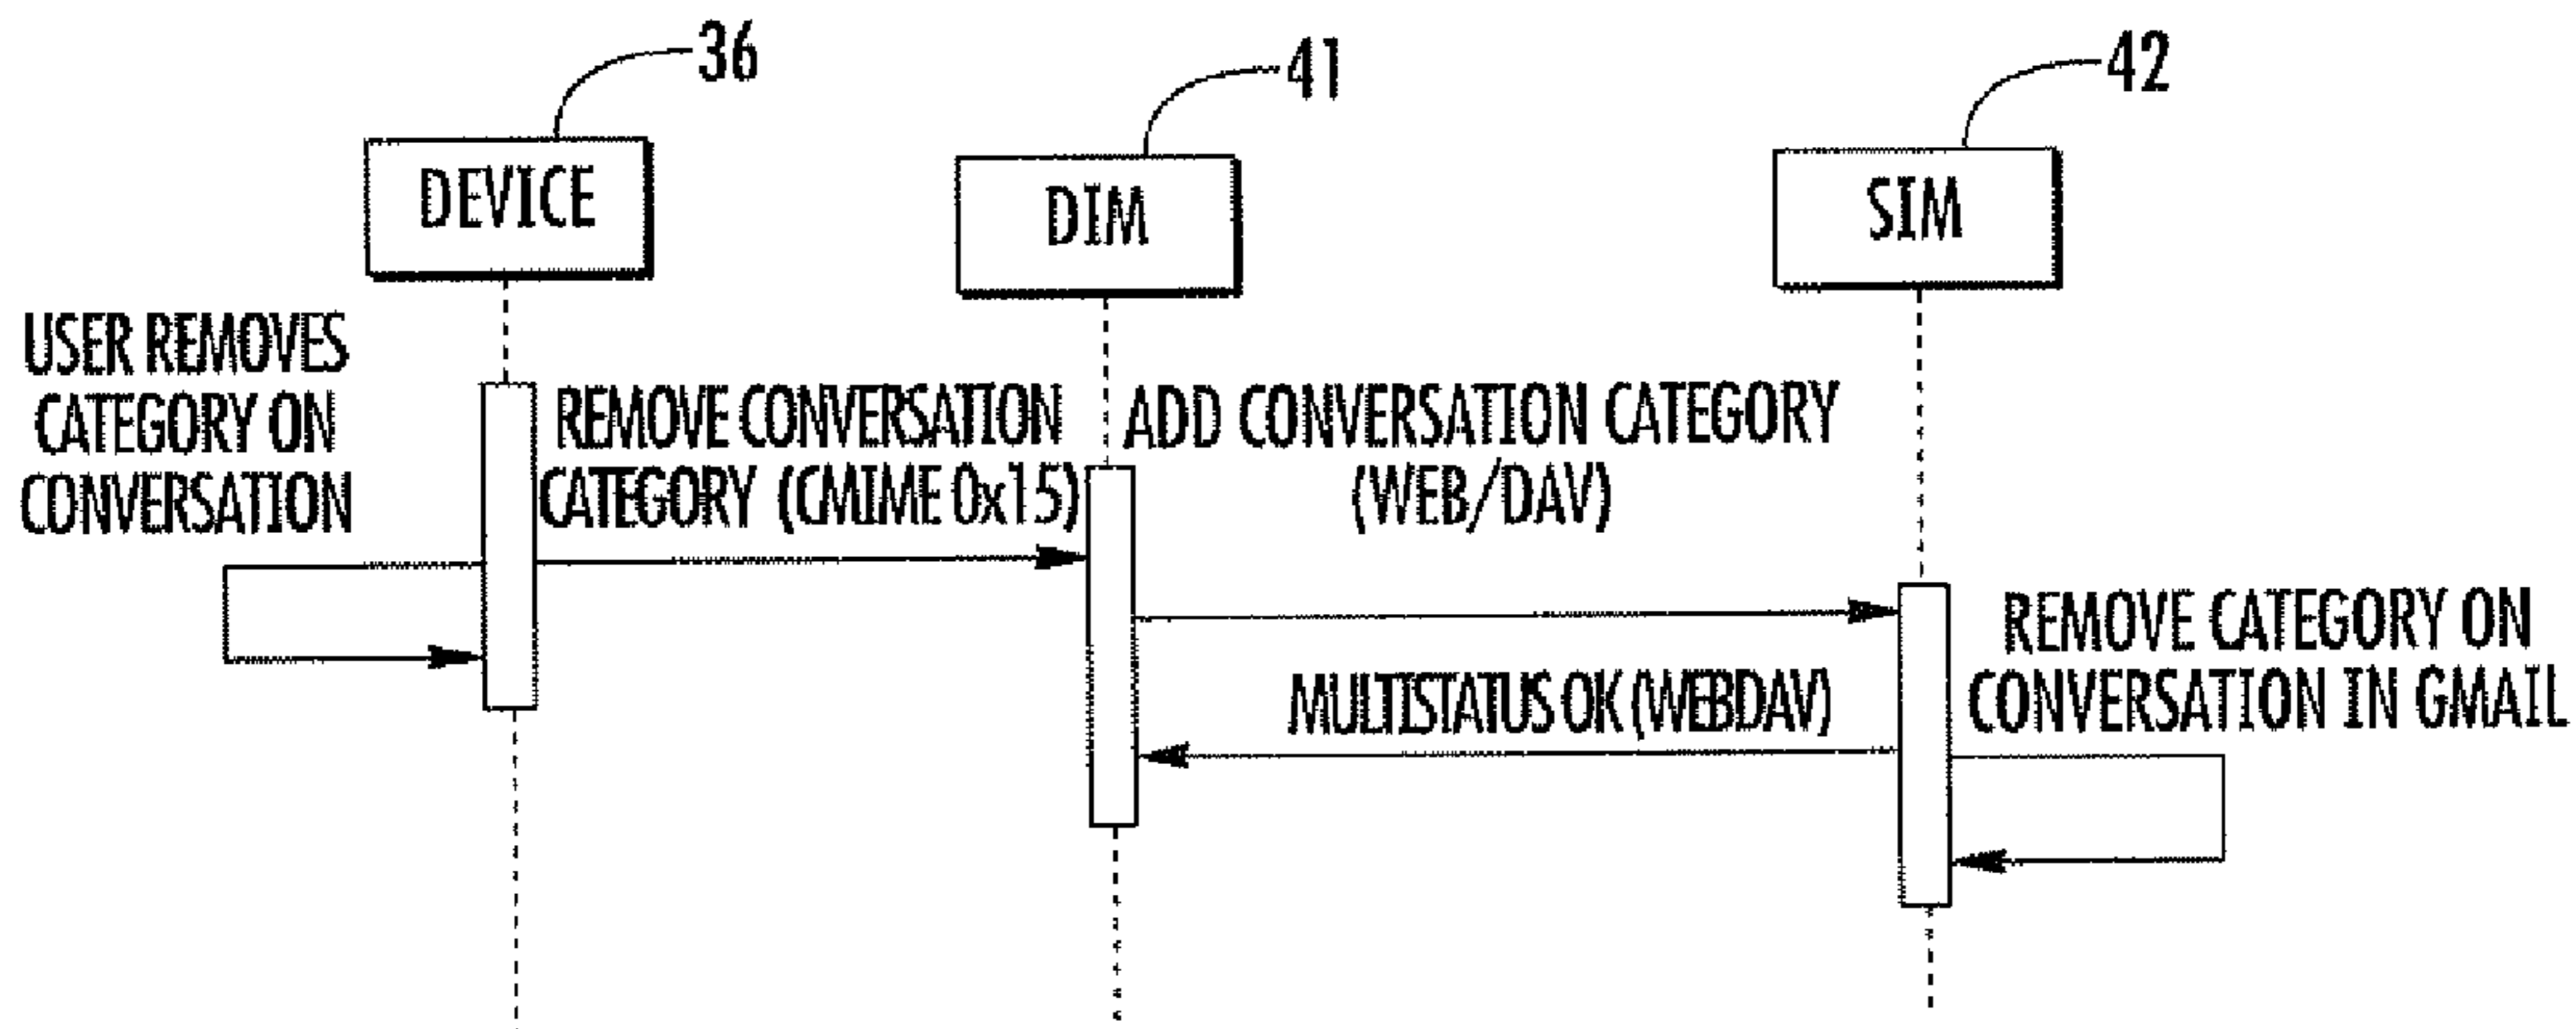 36
41
42
DEVICE
DIM
SIM
USER REMOVES
CATEGORY ON
CONVERSATION
REMOVE CONVERSATION
CATEGORY (CMIME 0x15)
ADD CONVERSATION CATEGORY
(WEB/DAV)
MULTISTATUS OK (WEBDAV)
REMOVE CATEGORY ON
CONVERSATION IN GMAIL